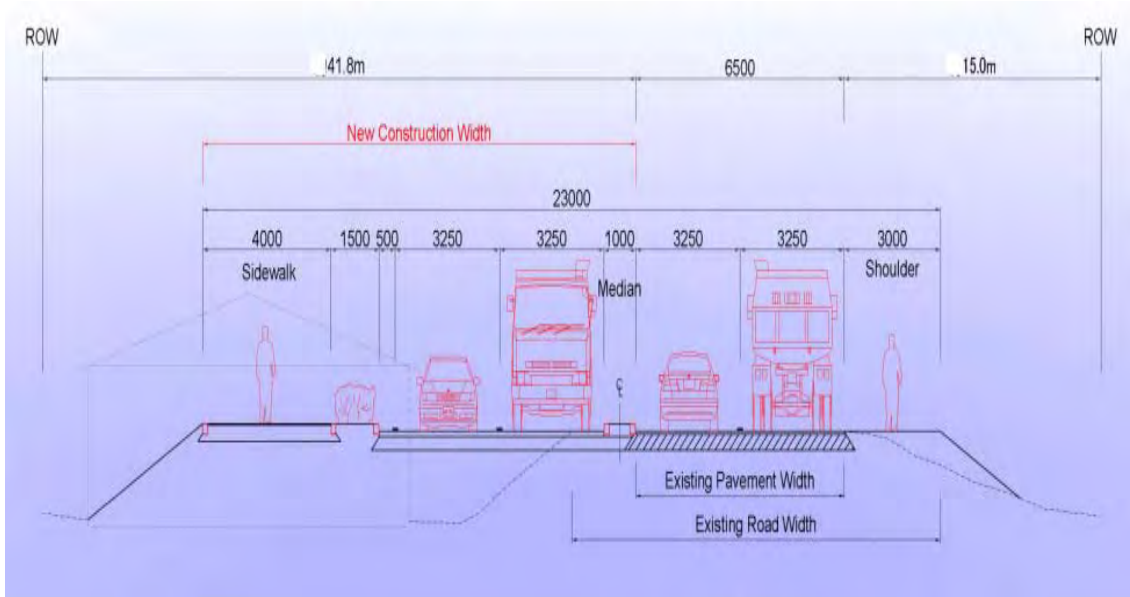 ROW
ROW
41.8m
6500
15.0m
New Construction Width
23000
4000
1500
500
3250
3250
1000
3250
3250
3000
Sidewalk
Median
Shoulder
℄
Existing Pavement Width
Existing Road Width